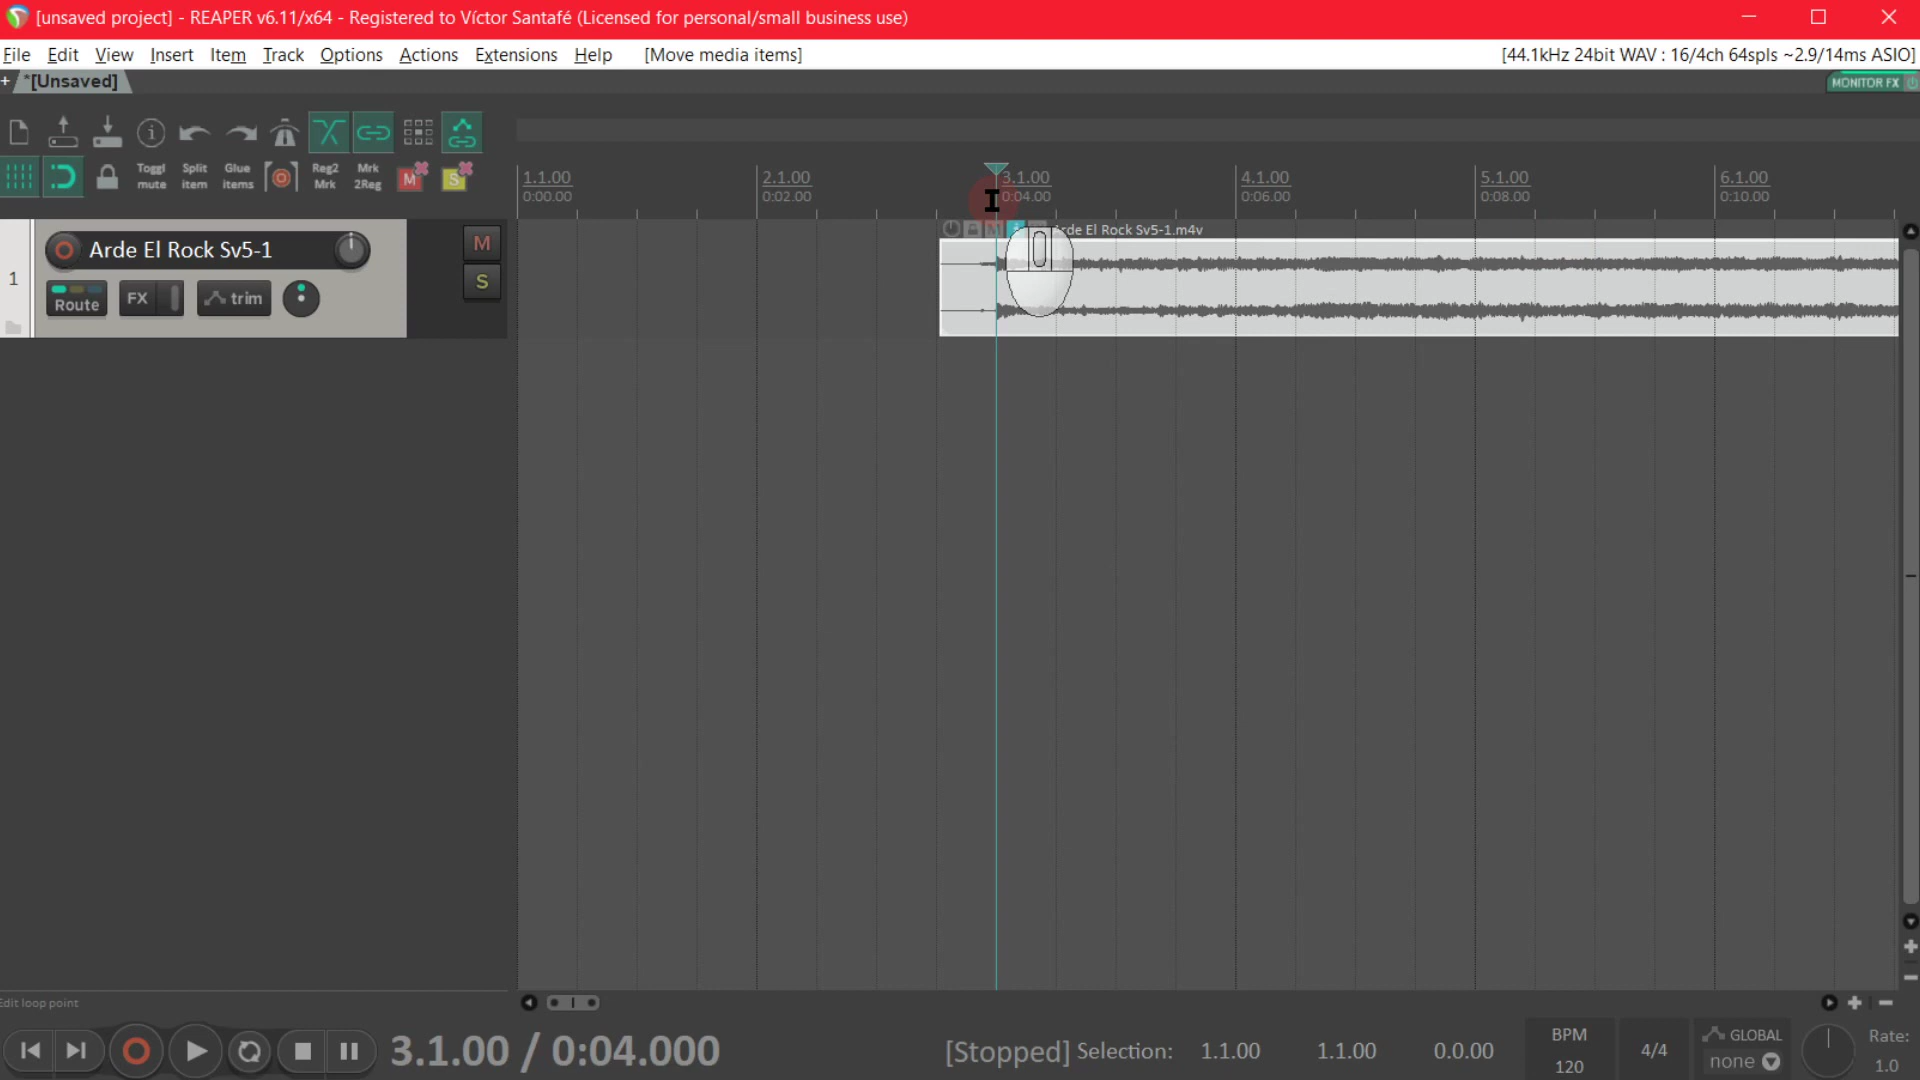 [unsaved project] - REAPER v6.11/x64 - Registered to Víctor Santafé (Licensed for personal/small business use)
File Edit View Insert Item Track Options Actions Extensions Help [Move media items] [44.1kHz 24bit WAV : 16/4ch 64spls ~2.9/14ms ASIO]
+ *[Unsaved] MONITOR FX
Toggl mute Split item Glue items Reg2 Mrk Mrk 2Reg M S
1.1.00 2.1.00 3.1.00 4.1.00 5.1.00 6.1.00
0:00.00 0:02.00 0:04.00 0:06.00 0:08.00 0:10.00
rde El Rock Sv5-1.m4v
1 Arde El Rock Sv5-1 M
Route FX trim S
Edit loop point
3.1.00 / 0:04.000 [Stopped] Selection: 1.1.00 1.1.00 0.0.00
BPM 120 4/4 GLOBAL none Rate: 1.0